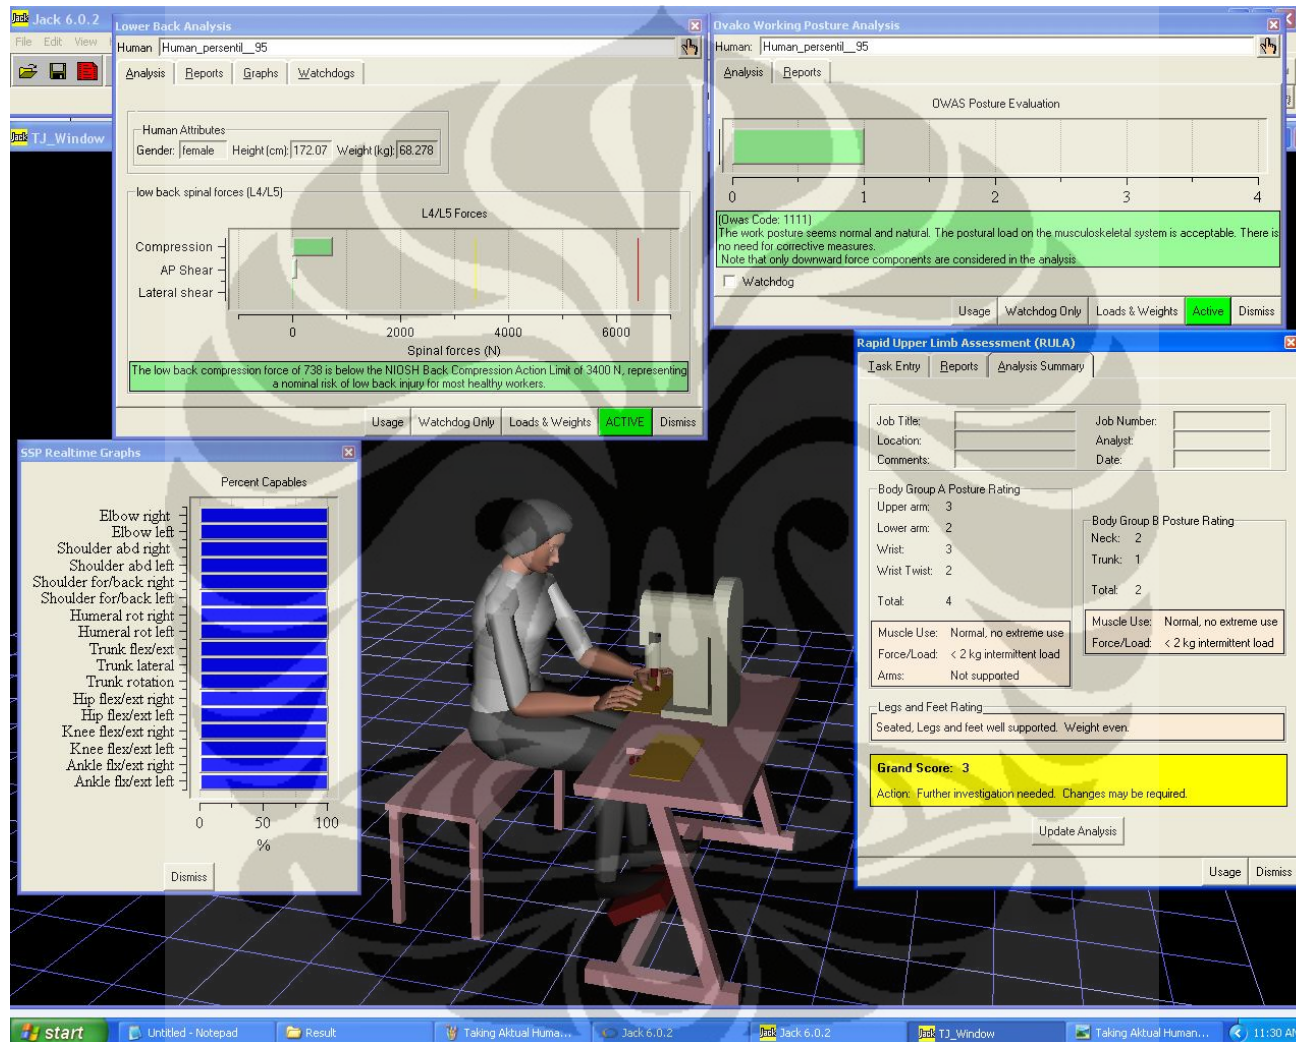 Jack 6.0.2
File Edit View
TJ_Window
Lower Back Analysis
Human Human_persentil__95
Analysis Reports Graphs Watchdogs
Human Attributes
Gender: female Height (cm): 172.07 Weight (kg): 68.278
low back spinal forces (L4/L5)
L4/L5 Forces
Compression
AP Shear
Lateral shear
0 2000 4000 6000
Spinal forces (N)
The low back compression force of 738 is below the NIOSH Back Compression Action Limit of 3400 N, representing
a nominal risk of low back injury for most healthy workers.
Usage Watchdog Only Loads & Weights ACTIVE Dismiss
Ovako Working Posture Analysis
Human: Human_persentil__95
Analysis Reports
OWAS Posture Evaluation
0 1 2 3 4
(Owas Code: 1111)
The work posture seems normal and natural. The postural load on the musculoskeletal system is acceptable. There is
no need for corrective measures.
Note that only downward force components are considered in the analysis
Watchdog
Usage Watchdog Only Loads & Weights Active Dismiss
SSP Realtime Graphs
Percent Capables
Elbow right
Elbow left
Shoulder abd right
Shoulder abd left
Shoulder for/back right
Shoulder for/back left
Humeral rot right
Humeral rot left
Trunk flex/ext
Trunk lateral
Trunk rotation
Hip flex/ext right
Hip flex/ext left
Knee flex/ext right
Knee flex/ext left
Ankle flx/ext right
Ankle flx/ext left
0 50 100
%
Dismiss
Rapid Upper Limb Assessment (RULA)
Task Entry Reports Analysis Summary
Job Title: Job Number:
Location: Analyst:
Comments: Date:
Body Group A Posture Rating
Upper arm: 3
Lower arm: 2
Wrist: 3
Wrist Twist: 2
Total: 4
Muscle Use: Normal, no extreme use
Force/Load: < 2 kg intermittent load
Arms: Not supported
Body Group B Posture Rating
Neck: 2
Trunk: 1
Total: 2
Muscle Use: Normal, no extreme use
Force/Load: < 2 kg intermittent load
Legs and Feet Rating
Seated, Legs and feet well supported. Weight even.
Grand Score: 3
Action: Further investigation needed. Changes may be required.
Update Analysis
Usage Dismiss
start Untitled - Notepad Result Taking Aktual Huma... Jack 6.0.2 Jack 6.0.2 TJ_Window Taking Aktual Human... 11:30 AM